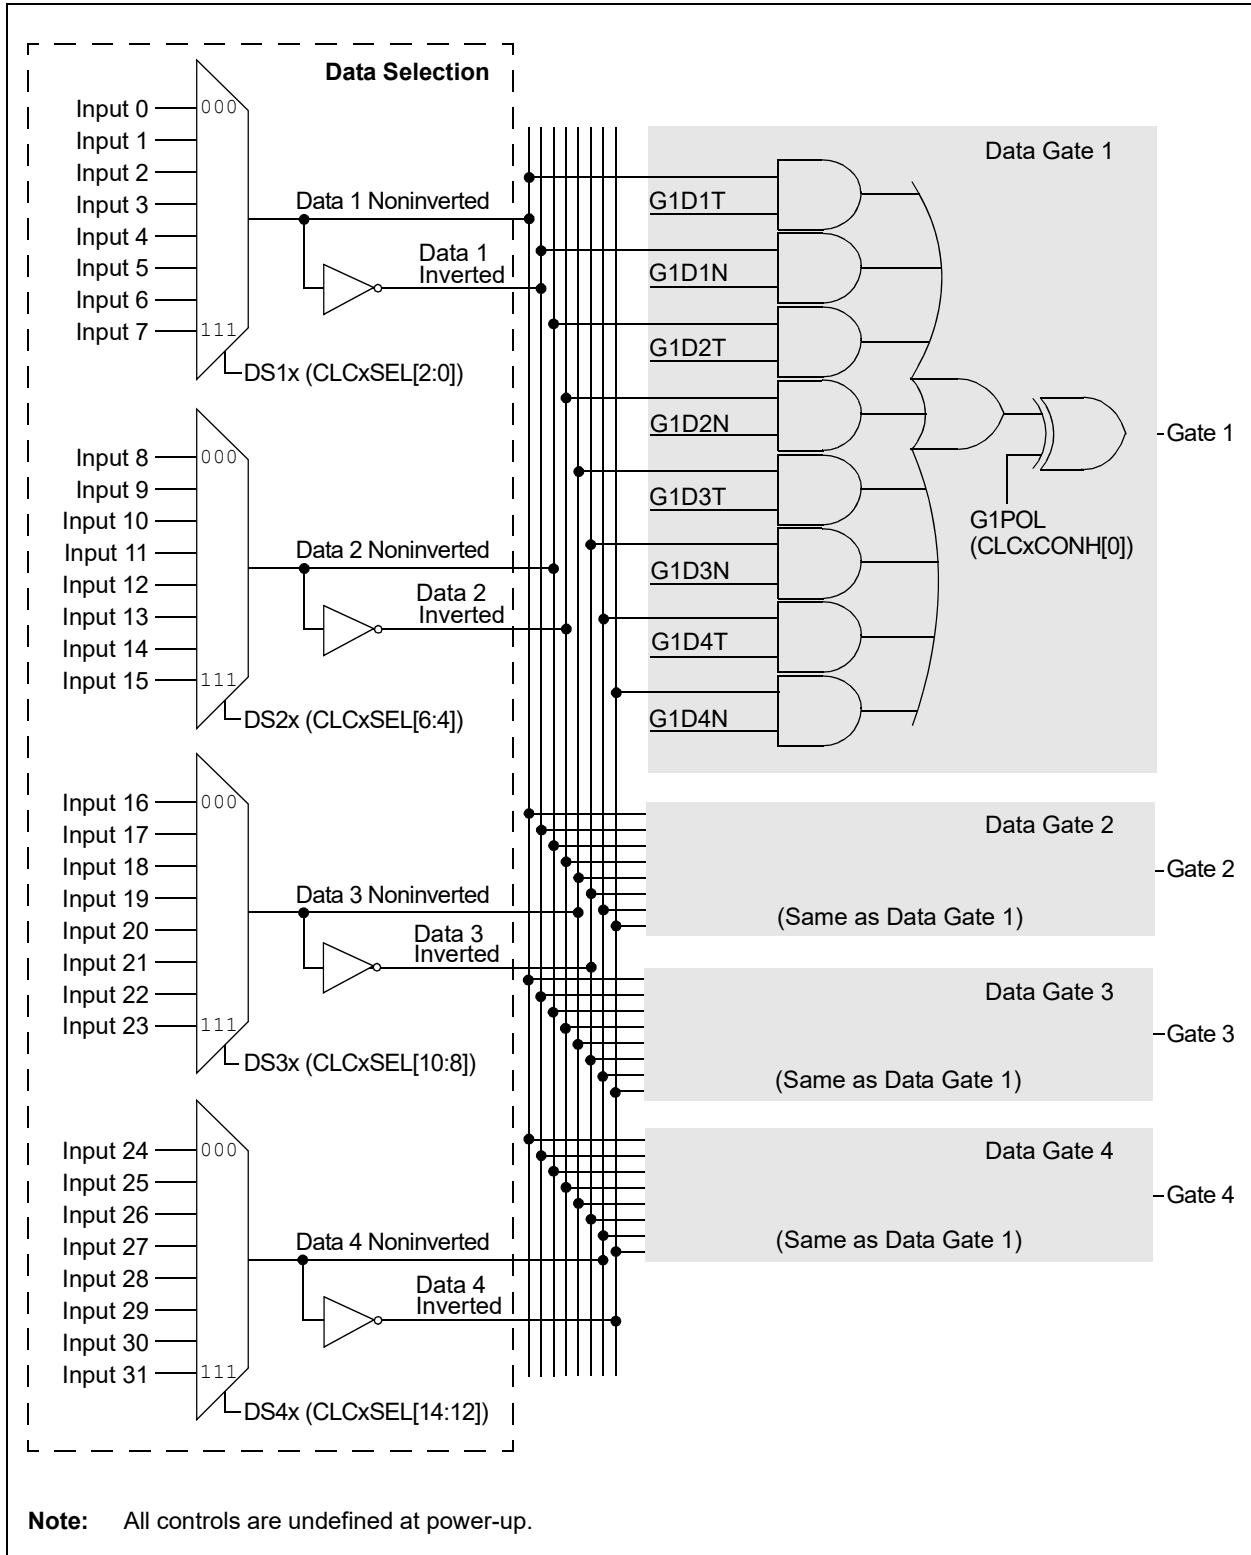 Data Selection
Input 0
000
Input 1
Input 2
Input 3
Input 4
Input 5
Input 6
Input 7
111
Data 1 Noninverted
Data 1
Inverted
DS1x (CLCxSEL[2:0])
Input 8
000
Input 9
Input 10
Input 11
Input 12
Input 13
Input 14
Input 15
111
Data 2 Noninverted
Data 2
Inverted
DS2x (CLCxSEL[6:4])
Input 16
000
Input 17
Input 18
Input 19
Input 20
Input 21
Input 22
Input 23
111
Data 3 Noninverted
Data 3
Inverted
DS3x (CLCxSEL[10:8])
Input 24
000
Input 25
Input 26
Input 27
Input 28
Input 29
Input 30
Input 31
111
Data 4 Noninverted
Data 4
Inverted
DS4x (CLCxSEL[14:12])
Data Gate 1
G1D1T
G1D1N
G1D2T
G1D2N
G1D3T
G1D3N
G1D4T
G1D4N
G1POL
(CLCxCONH[0])
Gate 1
Data Gate 2
(Same as Data Gate 1)
Gate 2
Data Gate 3
(Same as Data Gate 1)
Gate 3
Data Gate 4
(Same as Data Gate 1)
Gate 4
Note: All controls are undefined at power-up.